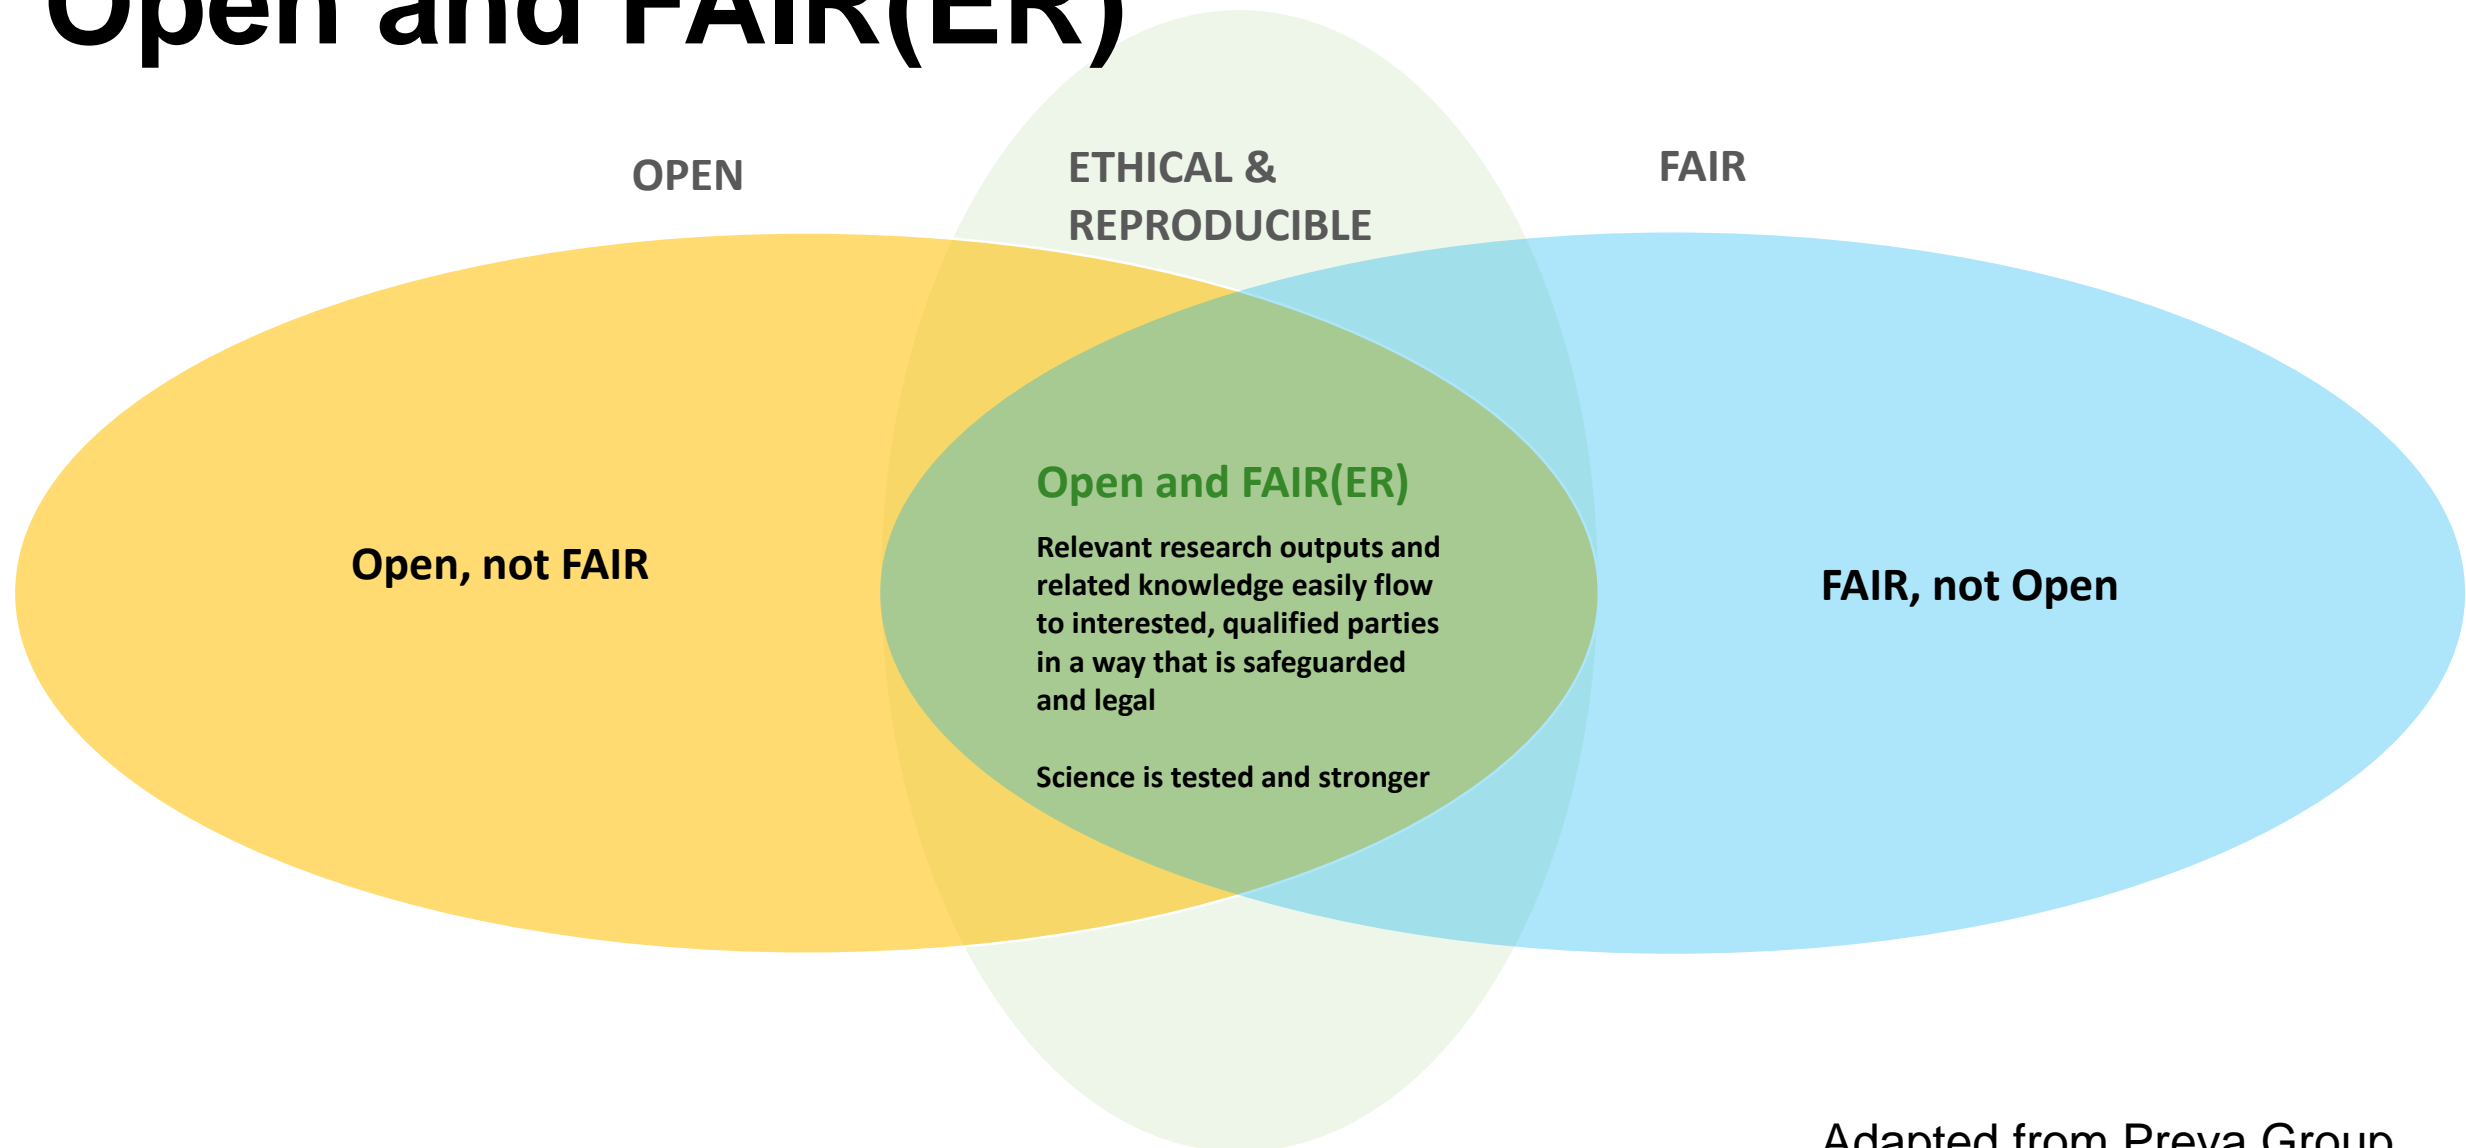 Open and FAIR(ER)
OPEN
ETHICAL &
REPRODUCIBLE
FAIR
Open, not FAIR
Open and FAIR(ER)
Relevant research outputs and
related knowledge easily flow
to interested, qualified parties
in a way that is safeguarded
and legal
Science is tested and stronger
FAIR, not Open
Adapted from Preva Group